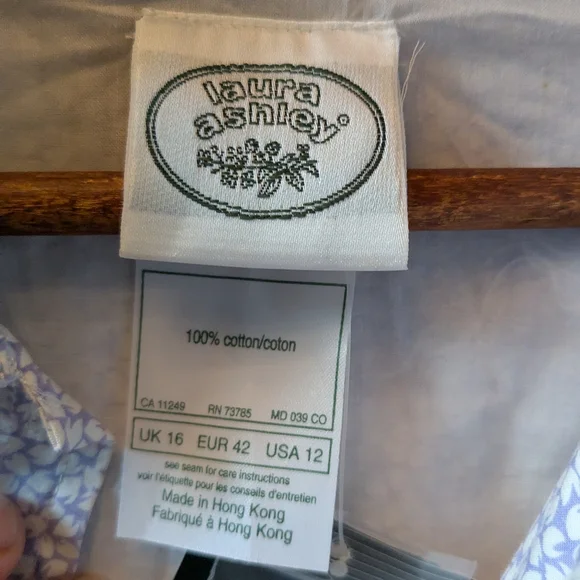 laura
ashley®
100% cotton/coton
CA 11249 RN 73785 MD 039 CO
UK 16 EUR 42 USA 12
see seam for care instructions
voir l'étiquette pour les conseils d'entretien
Made in Hong Kong
Fabriqué à Hong Kong